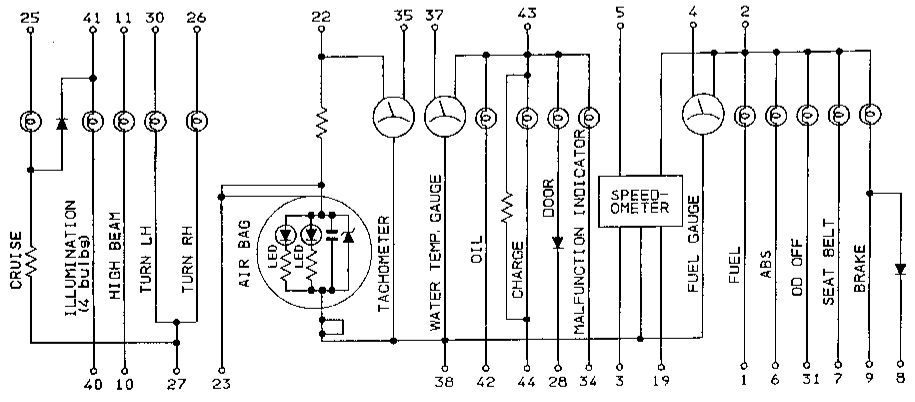 25 41 11 30 26 22 35 37 43 5 4 2
CRUISE
ILLUMINATION
(4 bulbs)
HIGH BEAM
TURN LH
TURN RH
AIR BAG
LED
LED
TACHOMETER
WATER TEMP. GAUGE
OIL
CHARGE
DOOR
MALFUNCTION INDICATOR
SPEED-
OMETER
FUEL GAUGE
FUEL
ABS
OD OFF
SEAT BELT
BRAKE
40 10 27 23 38 42 44 28 34 3 19 1 6 31 7 9 8